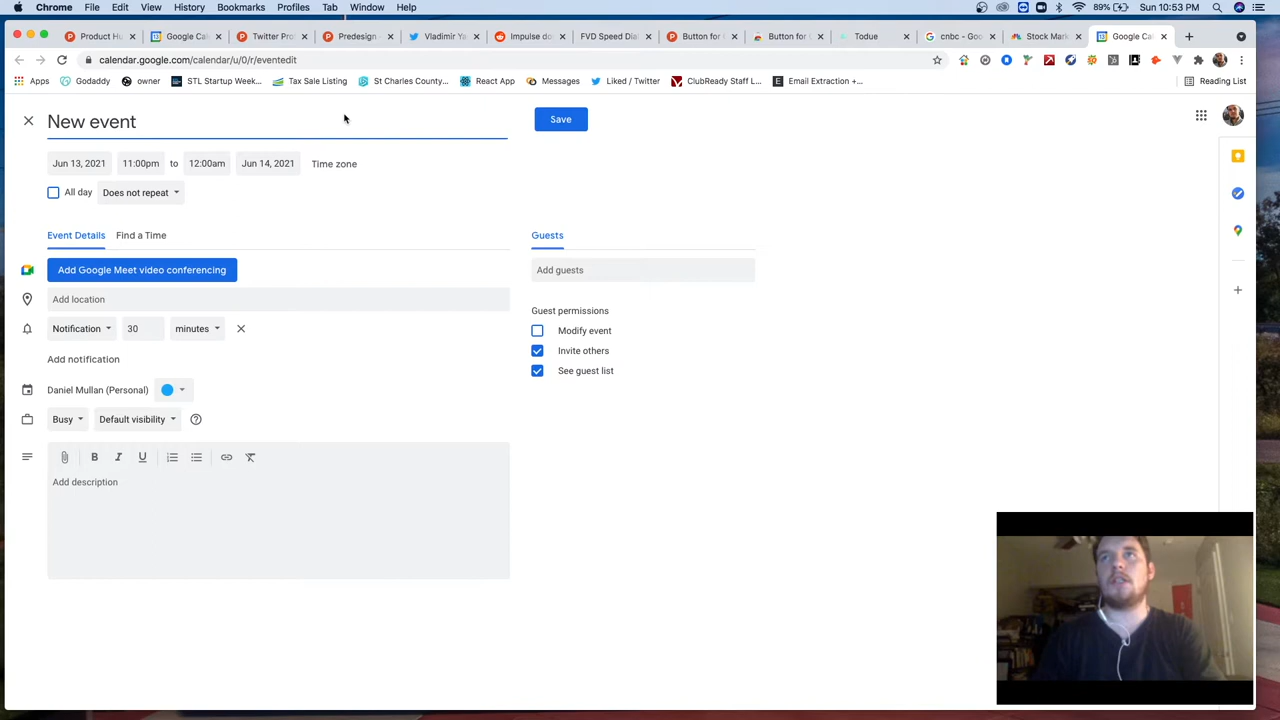 Chrome File Edit View History Bookmarks Profiles Tab Window Help 89% Sun 10:53 PM
Product Hu Google Cal Twitter Pro Predesign Vladimir Ya Impulse do FVD Speed Dial Button for Button for Todue cnbc - Goo Stock Mark Google Cal
calendar.google.com/calendar/u/0/r/eventedit
Apps Godaddy owner STL Startup Week... Tax Sale Listing St Charles County... React App Messages Liked / Twitter ClubReady Staff L... Email Extraction +... Reading List
New event Save
Jun 13, 2021 11:00pm to 12:00am Jun 14, 2021 Time zone
All day Does not repeat
Event Details Find a Time Guests
Add Google Meet video conferencing Add guests
Add location
Guest permissions
Notification 30 minutes Modify event
Invite others
Add notification
See guest list
Daniel Mullan (Personal)
Busy Default visibility
B I U
Add description